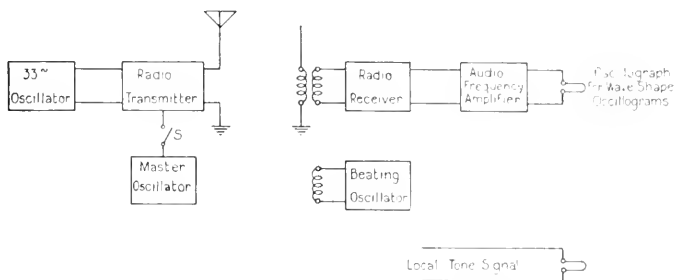 33~
Oscillator
Radio
Transmitter
S
Master
Oscillator
Radio
Receiver
Audio
Frequency
Amplifier
Oscillograph
for Wave Shape
Oscillograms
Beating
Oscillator
Local Tone Signal